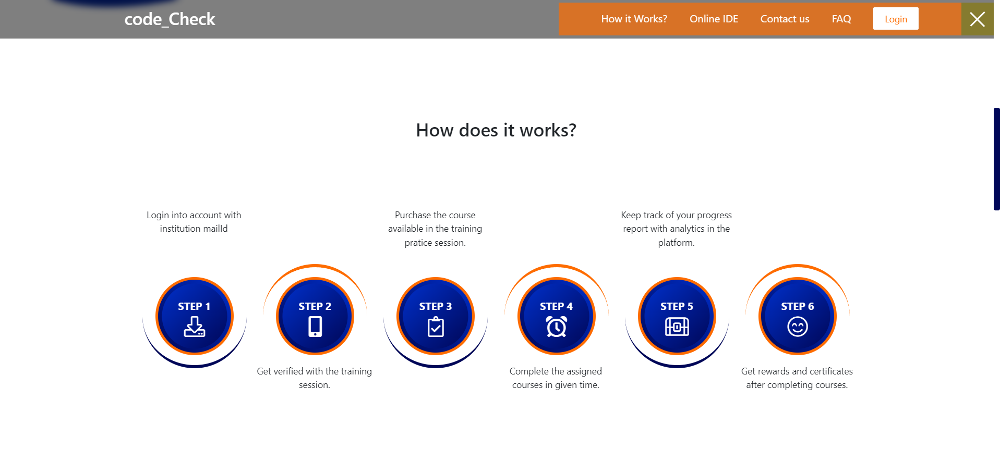 code_Check
How it Works?
Online IDE
Contact us
FAQ
Login
How does it works?
Login into account with
institution mailId
Purchase the course
available in the training
pratice session.
Keep track of your progress
report with analytics in the
platform.
STEP 1
STEP 2
STEP 3
STEP 4
STEP 5
STEP 6
Get verified with the training
session.
Complete the assigned
courses in given time.
Get rewards and certificates
after completing courses.